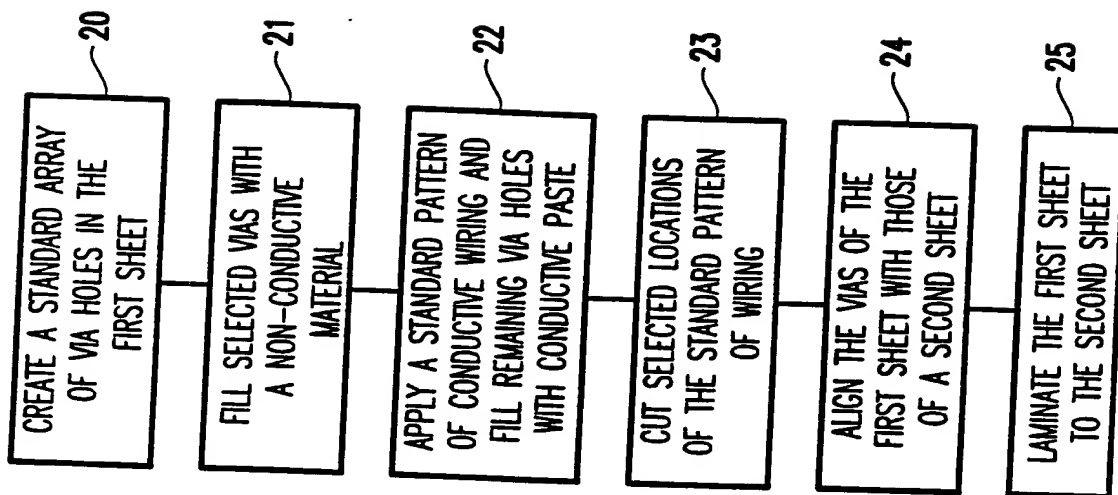 CREATE A STANDARD ARRAY
OF VIA HOLES IN THE
FIRST SHEET
20
FILL SELECTED VIAS WITH
A NON-CONDUCTIVE
MATERIAL
21
APPLY A STANDARD PATTERN
OF CONDUCTIVE WIRING AND
FILL REMAINING VIA HOLES
WITH CONDUCTIVE PASTE
22
CUT SELECTED LOCATIONS
OF THE STANDARD PATTERN
OF WIRING
23
ALIGN THE VIAS OF THE
FIRST SHEET WITH THOSE
OF A SECOND SHEET
24
LAMINATE THE FIRST SHEET
TO THE SECOND SHEET
25